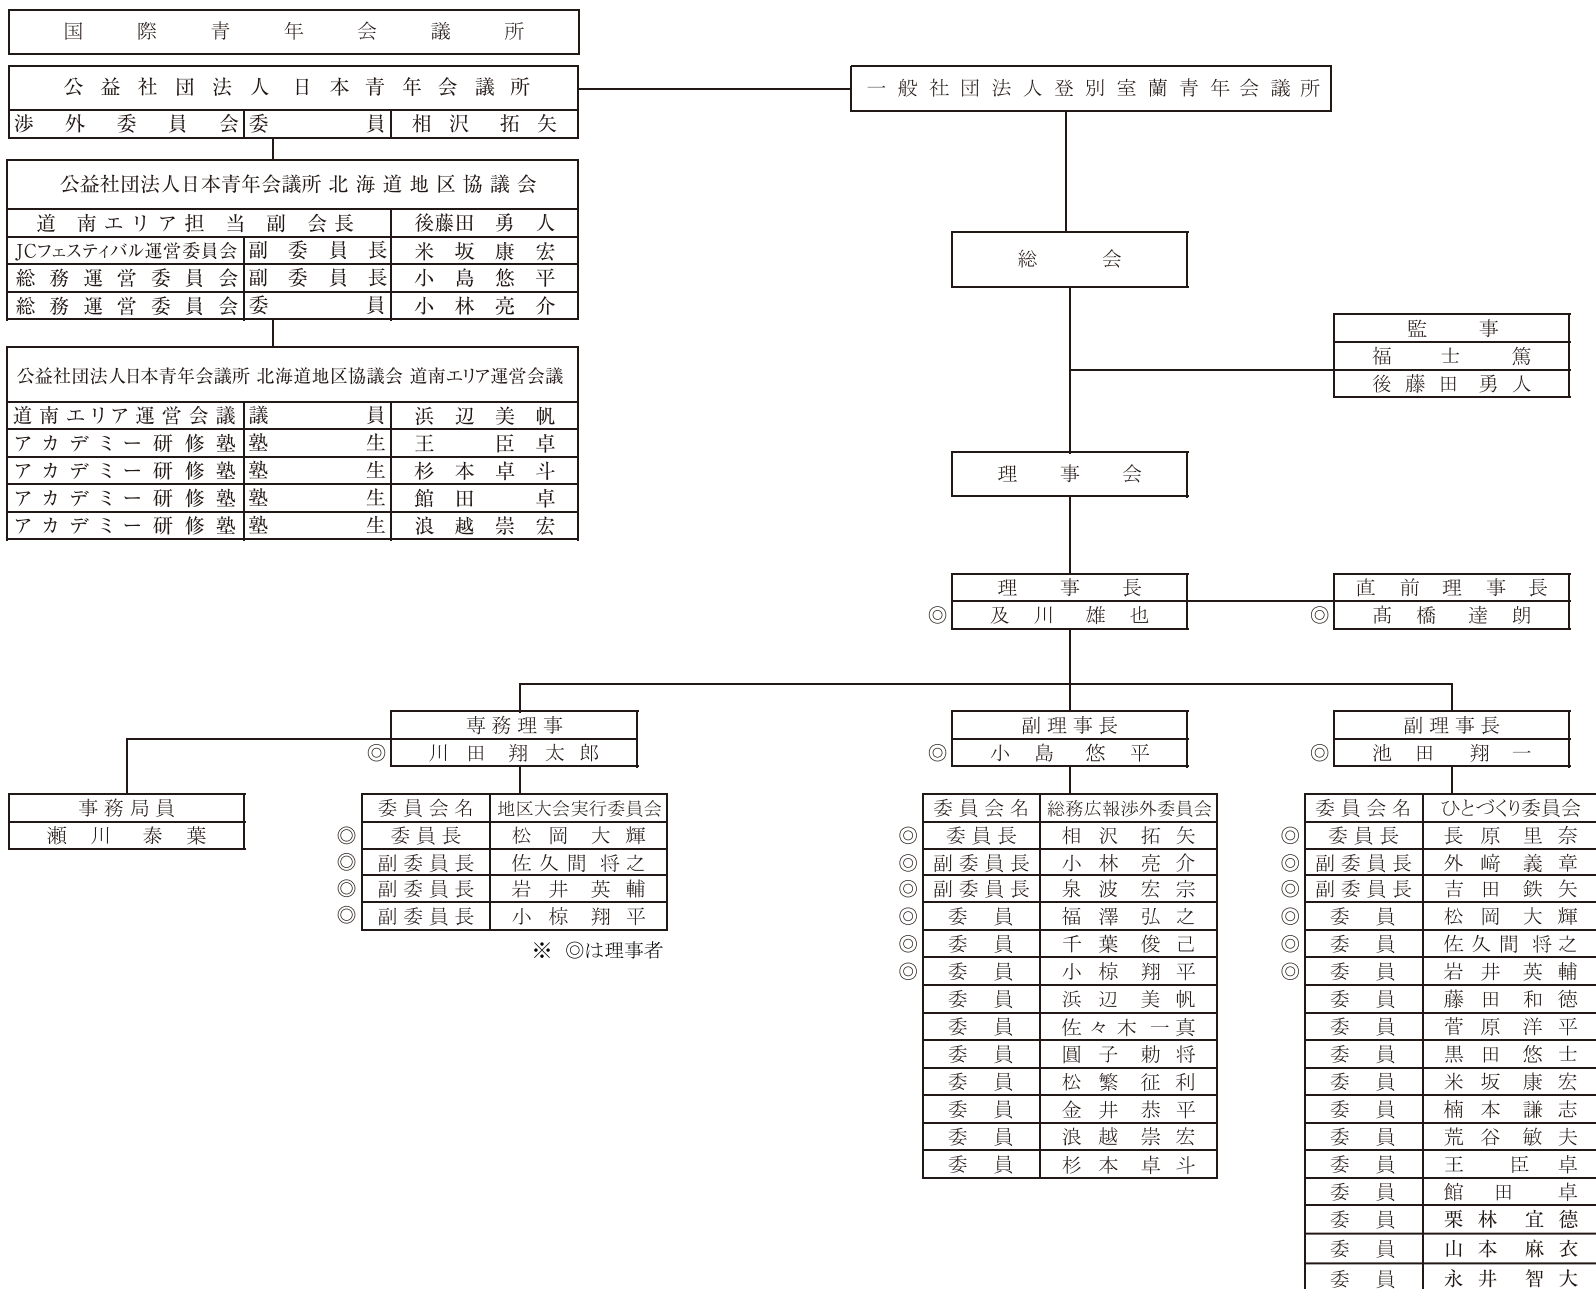 国際青年会議所
公益社団法人日本青年会議所
渉外委員会 委員 相沢拓矢
公益社団法人日本青年会議所 北海道地区協議会
道南エリア担当副会長 後藤田勇人
JCフェスティバル運営委員会 副委員長 米坂康宏
総務運営委員会 副委員長 小島悠平
総務運営委員会 委員 小林亮介
公益社団法人日本青年会議所 北海道地区協議会 道南エリア運営会議
道南エリア運営会議 議員 浜辺美帆
アカデミー研修塾 塾生 王臣卓
アカデミー研修塾 塾生 杉本卓斗
アカデミー研修塾 塾生 館田卓
アカデミー研修塾 塾生 浪越崇宏
一般社団法人登別室蘭青年会議所
総会
監事
福士篤
後藤田勇人
理事会
理事長
◎ 及川雄也
直前理事長
◎ 髙橋達朗
専務理事
◎ 川田翔太郎
副理事長
◎ 小島悠平
副理事長
◎ 池田翔一
事務局員
瀬川泰葉
委員会名 地区大会実行委員会
◎ 委員長 松岡大輝
◎ 副委員長 佐久間将之
◎ 副委員長 岩井英輔
◎ 副委員長 小椋翔平
※ ◎は理事者
委員会名 総務広報渉外委員会
◎ 委員長 相沢拓矢
◎ 副委員長 小林亮介
◎ 副委員長 泉波宏宗
◎ 委員 福澤弘之
◎ 委員 千葉俊己
◎ 委員 小椋翔平
委員 浜辺美帆
委員 佐々木一真
委員 圓子勅将
委員 松繁征利
委員 金井恭平
委員 浪越崇宏
委員 杉本卓斗
委員会名 ひとづくり委員会
◎ 委員長 長原里奈
◎ 副委員長 外﨑義章
◎ 副委員長 吉田鉄矢
◎ 委員 松岡大輝
◎ 委員 佐久間将之
◎ 委員 岩井英輔
委員 藤田和徳
委員 菅原洋平
委員 黒田悠士
委員 米坂康宏
委員 楠本謙志
委員 荒谷敏夫
委員 王臣卓
委員 館田卓
委員 栗林宜德
委員 山本麻衣
委員 永井智大